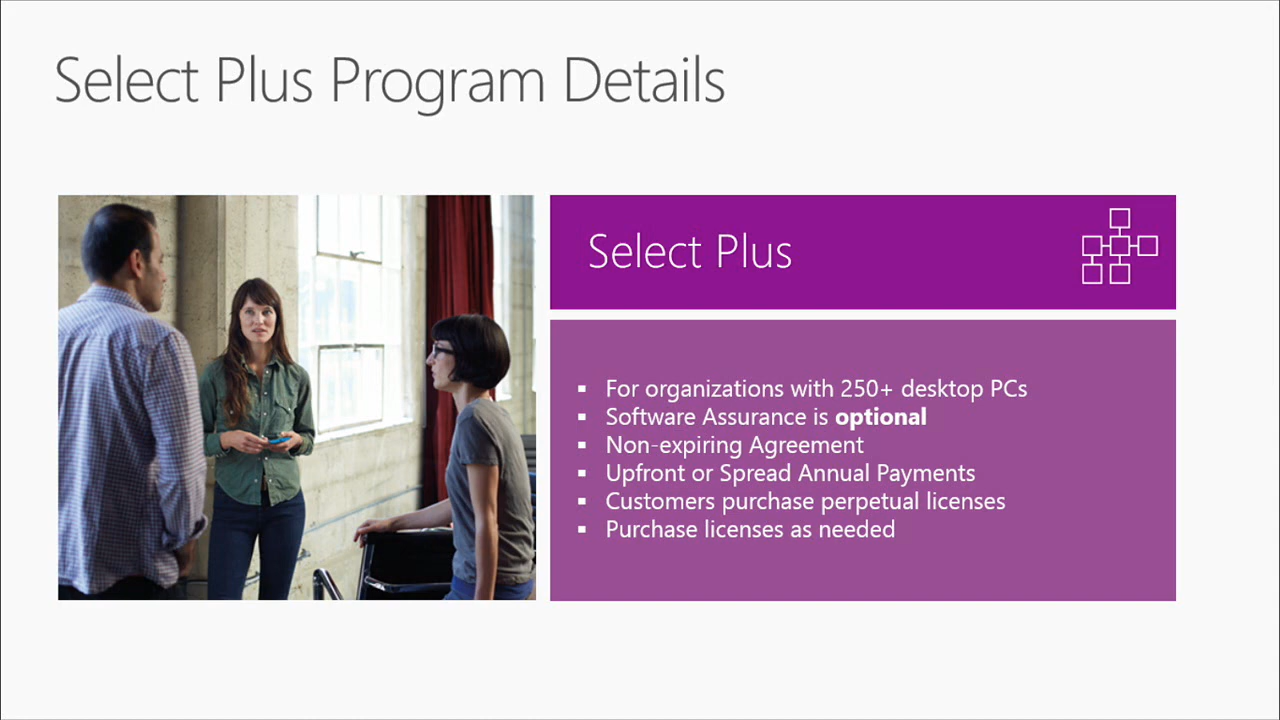 Select Plus Program Details
Select Plus
▪ For organizations with 250+ desktop PCs
▪ Software Assurance is optional
▪ Non-expiring Agreement
▪ Upfront or Spread Annual Payments
▪ Customers purchase perpetual licenses
▪ Purchase licenses as needed